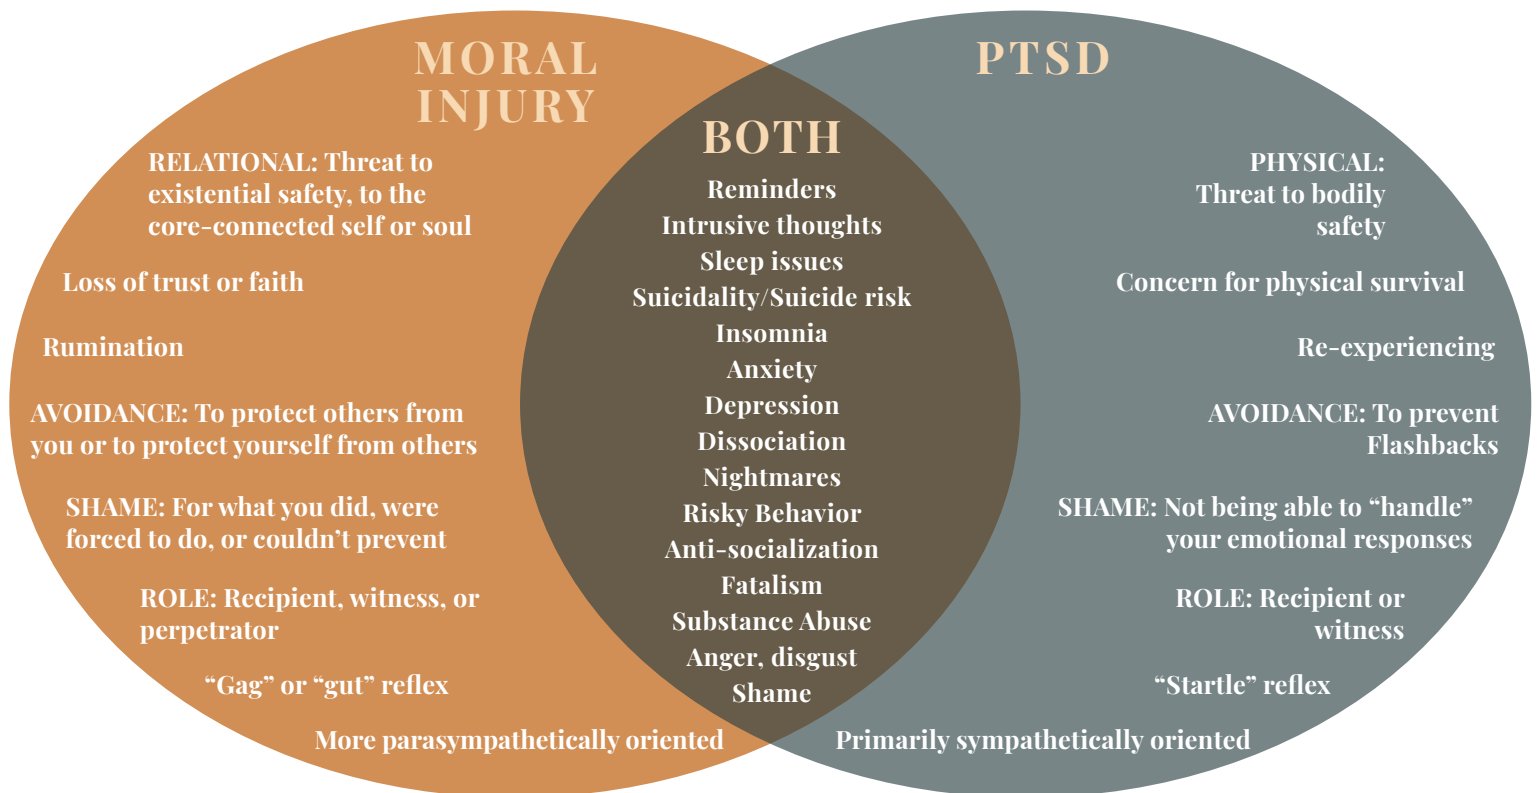 MORAL
INJURY
RELATIONAL: Threat to
existential safety, to the
core-connected self or soul
Loss of trust or faith
Rumination
AVOIDANCE: To protect others from
you or to protect yourself from others
SHAME: For what you did, were
forced to do, or couldn’t prevent
ROLE: Recipient, witness, or
perpetrator
“Gag” or “gut” reflex
More parasympathetically oriented
BOTH
Reminders
Intrusive thoughts
Sleep issues
Suicidality/Suicide risk
Insomnia
Anxiety
Depression
Dissociation
Nightmares
Risky Behavior
Anti-socialization
Fatalism
Substance Abuse
Anger, disgust
Shame
PTSD
PHYSICAL:
Threat to bodily
safety
Concern for physical survival
Re-experiencing
AVOIDANCE: To prevent
Flashbacks
SHAME: Not being able to “handle”
your emotional responses
ROLE: Recipient or
witness
“Startle” reflex
Primarily sympathetically oriented